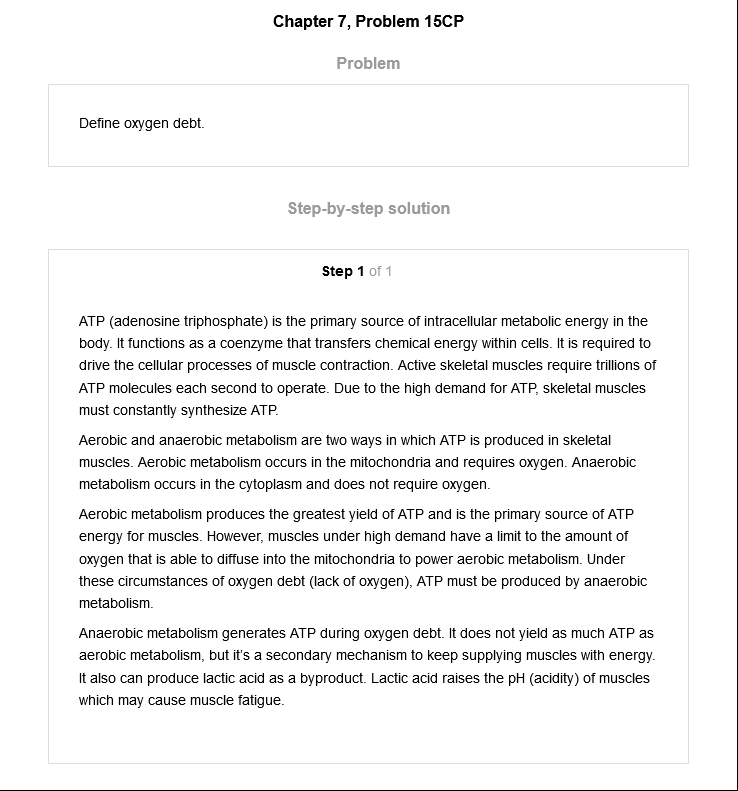 Chapter 7, Problem 15CP
Problem
Define oxygen debt.
Step-by-step solution
Step 1 of 1
ATP (adenosine triphosphate) is the primary source of intracellular metabolic energy in the
body. It functions as a coenzyme that transfers chemical energy within cells. It is required to
drive the cellular processes of muscle contraction. Active skeletal muscles require trillions of
ATP molecules each second to operate. Due to the high demand for ATP, skeletal muscles
must constantly synthesize ATP.
Aerobic and anaerobic metabolism are two ways in which ATP is produced in skeletal
muscles. Aerobic metabolism occurs in the mitochondria and requires oxygen. Anaerobic
metabolism occurs in the cytoplasm and does not require oxygen.
Aerobic metabolism produces the greatest yield of ATP and is the primary source of ATP
energy for muscles. However, muscles under high demand have a limit to the amount of
oxygen that is able to diffuse into the mitochondria to power aerobic metabolism. Under
these circumstances of oxygen debt (lack of oxygen), ATP must be produced by anaerobic
metabolism.
Anaerobic metabolism generates ATP during oxygen debt. It does not yield as much ATP as
aerobic metabolism, but it's a secondary mechanism to keep supplying muscles with energy.
It also can produce lactic acid as a byproduct. Lactic acid raises the pH (acidity) of muscles
which may cause muscle fatigue.